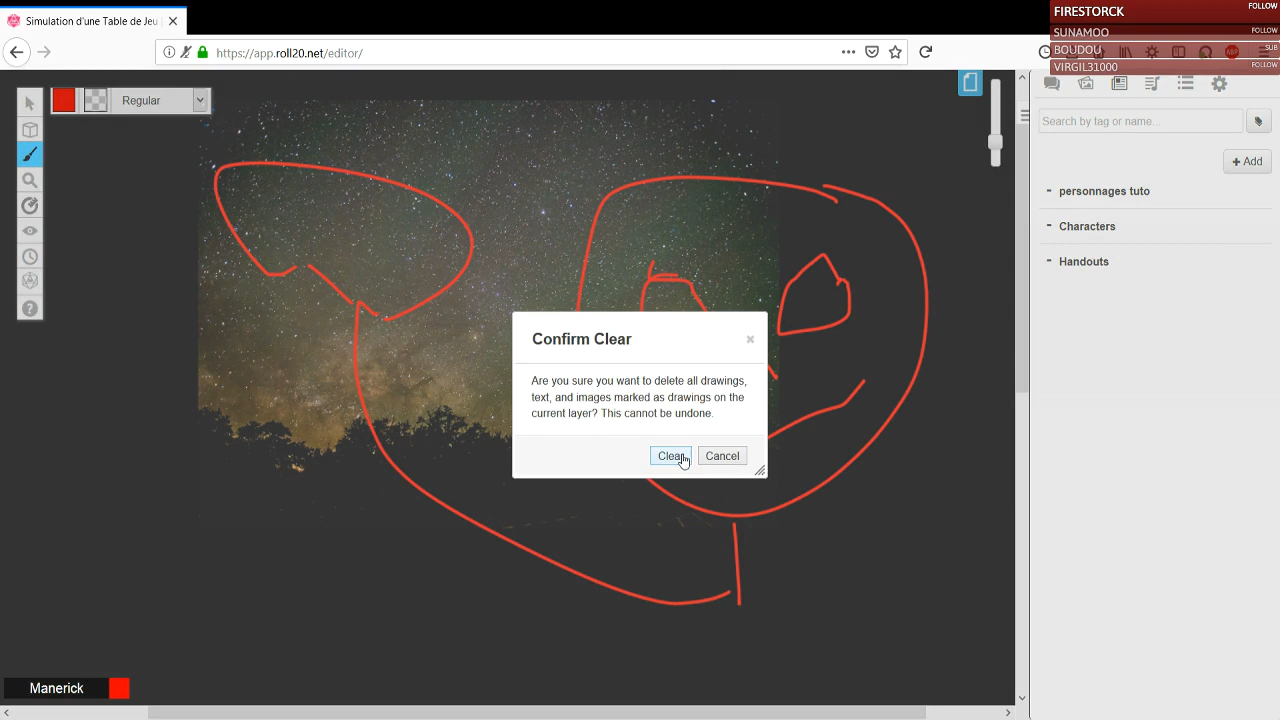 Simulation d'une Table de Jeu
https://app.roll20.net/editor/
FIRESTORCK FOLLOW
SUNAMOO FOLLOW
BOUDOU SUB
VIRGIL31000 FOLLOW
Regular
Search by tag or name...
+ Add
- personnages tuto
- Characters
- Handouts
Confirm Clear
Are you sure you want to delete all drawings,
text, and images marked as drawings on the
current layer? This cannot be undone.
Clear Cancel
Manerick